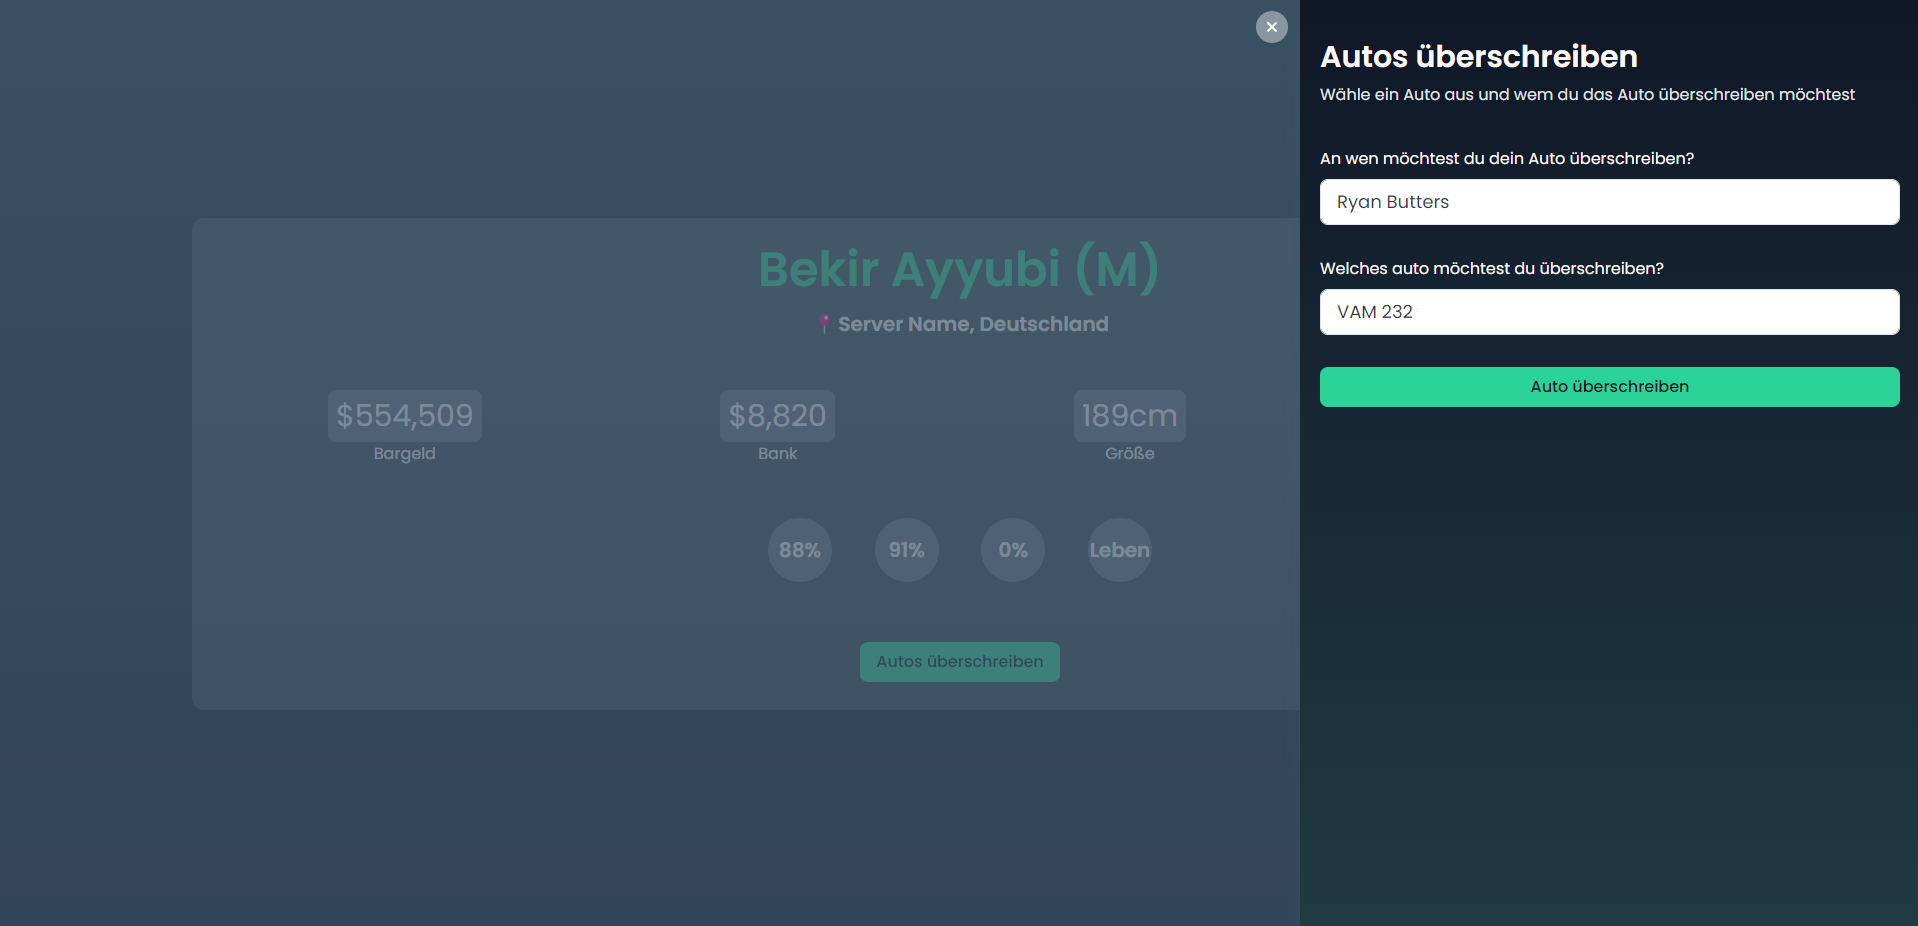 Autos überschreiben
Wähle ein Auto aus und wem du das Auto überschreiben möchtest
An wen möchtest du dein Auto überschreiben?
Ryan Butters
Welches auto möchtest du überschreiben?
VAM 232
Auto überschreiben
Bekir Ayyubi (M)
Server Name, Deutschland
$554,509
Bargeld
$8,820
Bank
189cm
Größe
88%
91%
0%
Leben
Autos überschreiben